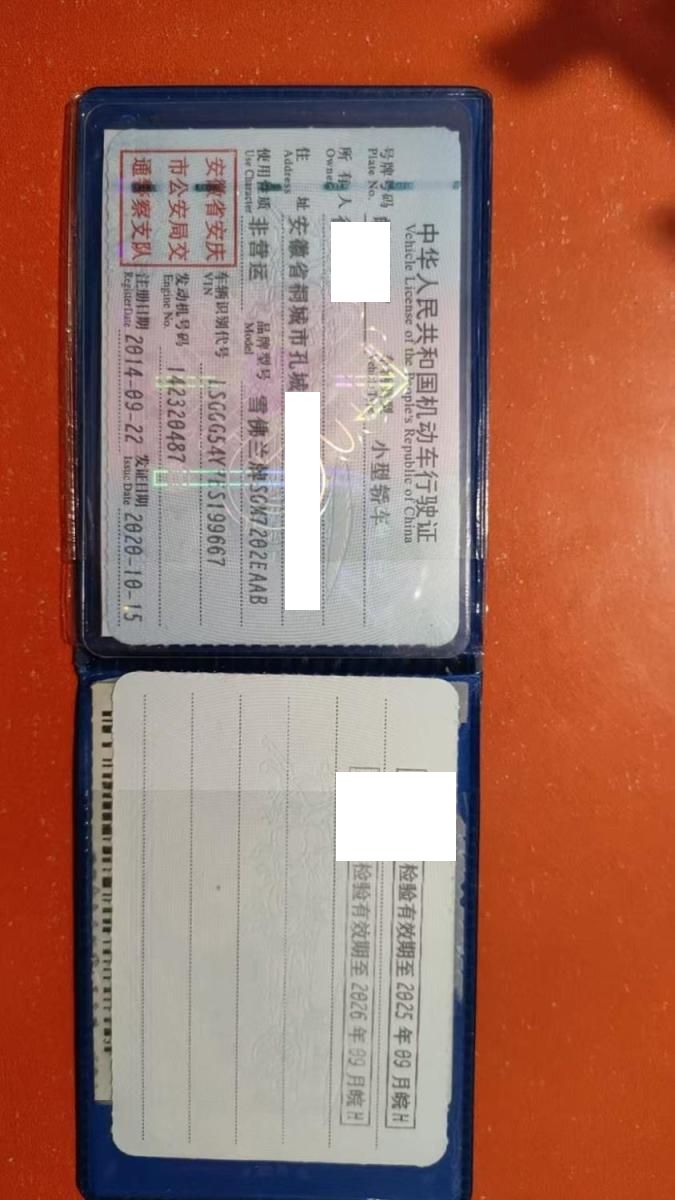 中华人民共和国机动车行驶证
Vehicle License of the People's Republic of China
号牌号码
Plate No.
小型轿车
所有人
Owner
住址 安徽省桐城市孔城
Address
使用性质 非营运 品牌型号 雪佛兰牌SGM7202EAAB
Use Character Model
安徽省安庆市公安局交通警察支队
车辆识别代号
VIN
发动机号码 142320487
Engine No.
注册日期 2014-09-22 发证日期 2020-10-15
Register Date Issue Date
检验有效期至2025年09月皖H
检验有效期至2026年09月皖H